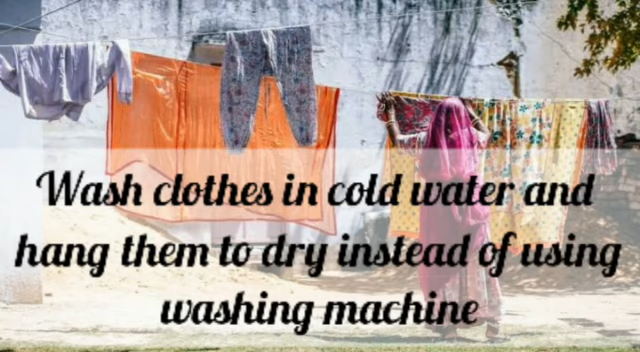 Wash clothes in cold water and
hang them to dry instead of using
washing machine